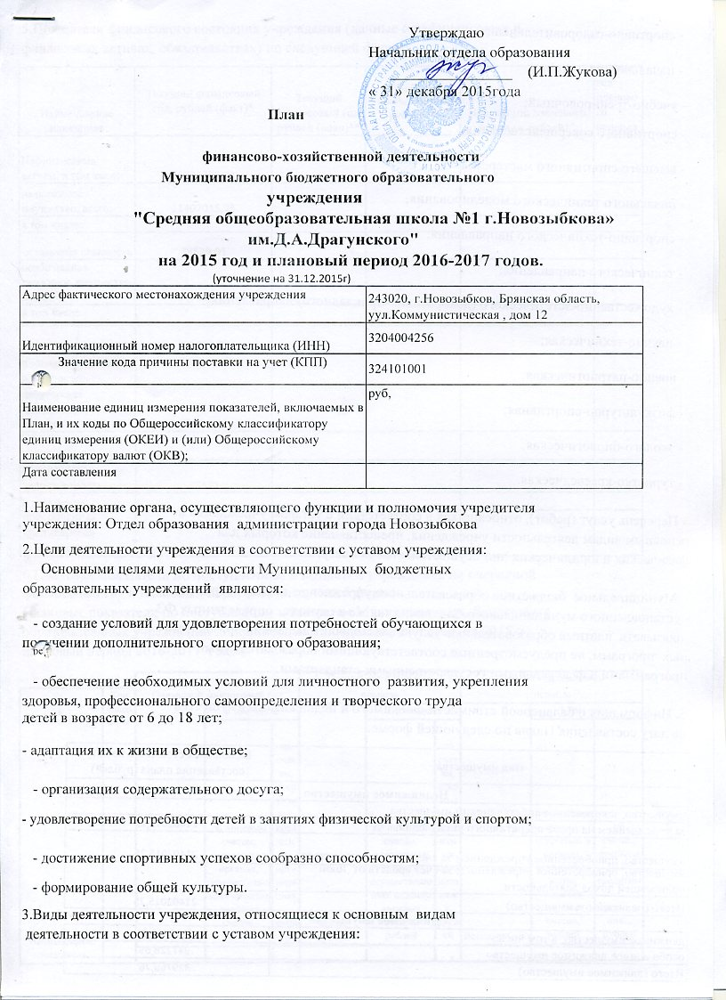 Утверждаю
Начальник отдела образования
(И.П.Жукова)
« 31» декабря 2015года
План
финансово-хозяйственной деятельности
Муниципального бюджетного образовательного
учреждения
"Средняя общеобразовательная школа №1 г.Новозыбкова»
им.Д.А.Драгунского"
на 2015 год и плановый период 2016-2017 годов.
(уточнение на 31.12.2015г)
Адрес фактического местонахождения учреждения
243020, г.Новозыбков, Брянская область,
уул.Коммунистическая , дом 12
Идентификационный номер налогоплательщика (ИНН)
3204004256
Значение кода причины поставки на учет (КПП)
324101001
Наименование единиц измерения показателей, включаемых в
План, и их коды по Общероссийскому классификатору
единиц измерения (ОКЕИ) и (или) Общероссийскому
классификатору валют (ОКВ);
руб,
Дата составления
1.Наименование органа, осуществляющего функции и полномочия учредителя
учреждения: Отдел образования администрации города Новозыбкова
2.Цели деятельности учреждения в соответствии с уставом учреждения:
Основными целями деятельности Муниципальных бюджетных
образовательных учреждений являются:
- создание условий для удовлетворения потребностей обучающихся в
получении дополнительного спортивного образования;
- обеспечение необходимых условий для личностного развития, укрепления
здоровья, профессионального самоопределения и творческого труда
детей в возрасте от 6 до 18 лет;
- адаптация их к жизни в обществе;
- организация содержательного досуга;
- удовлетворение потребности детей в занятиях физической культурой и спортом;
- достижение спортивных успехов сообразно способностям;
- формирование общей культуры.
3.Виды деятельности учреждения, относящиеся к основным видам
деятельности в соответствии с уставом учреждения: